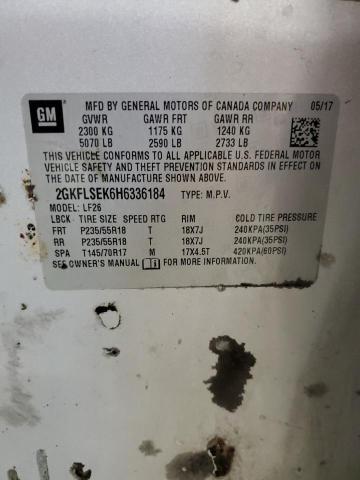 GM
MFD BY GENERAL MOTORS OF CANADA COMPANY 05/17
GVWR GAWR FRT GAWR RR
2300 KG 1175 KG 1240 KG
5070 LB 2590 LB 2733 LB
THIS VEHICLE CONFORMS TO ALL APPLICABLE U.S. FEDERAL MOTOR
VEHICLE SAFETY AND THEFT PREVENTION STANDARDS IN EFFECT ON THE
DATE OF MANUFACTURE SHOWN ABOVE.
2GKFLSEK6H6336184 TYPE: M.P.V.
MODEL: LF26
LBCK TIRE SIZE SPEED RTG RIM COLD TIRE PRESSURE
FRT P235/55R18 T 18X7J 240KPA(35PSI)
RR P235/55R18 T 18X7J 240KPA(35PSI)
SPA T145/70R17 M 17X4.5T 420KPA(60PSI)
SEE OWNER'S MANUAL FOR MORE INFORMATION.